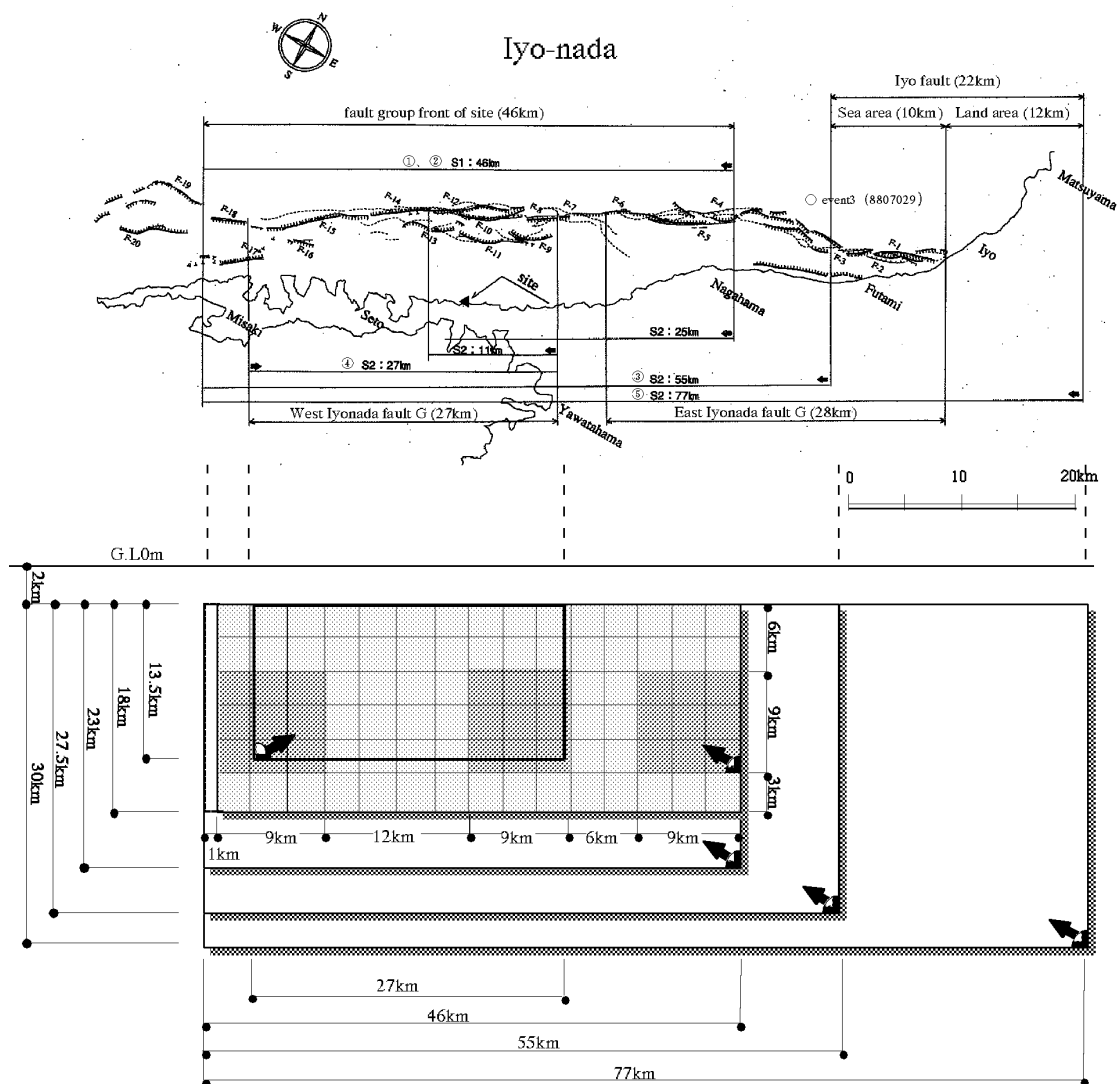 N
W
E
S
Iyo-nada
Iyo fault (22km)
fault group front of site (46km)
Sea area (10km)
Land area (12km)
①、② S1：46km
Matsuyama
F-19
F-18
F-20
F-17
F-16
F-15
F-14
F-12
F-13
F-10
F-11
F-8
F-9
F-7
F-6
F-5
F-4
event3 (8807029)
F-3
F-1
F-2
Iyo
site
Nagahama
Futami
Misaki
Seto
S2：25km
S2：11km
④ S2：27km
③ S2：55km
⑤ S2：77km
West Iyonada fault G (27km)
East Iyonada fault G (28km)
Yawatahama
0 10 20km
G.L0m
2km
13.5km
18km
23km
27.5km
30km
6km
9km
3km
9km 12km 9km 6km 9km
1km
27km
46km
55km
77km